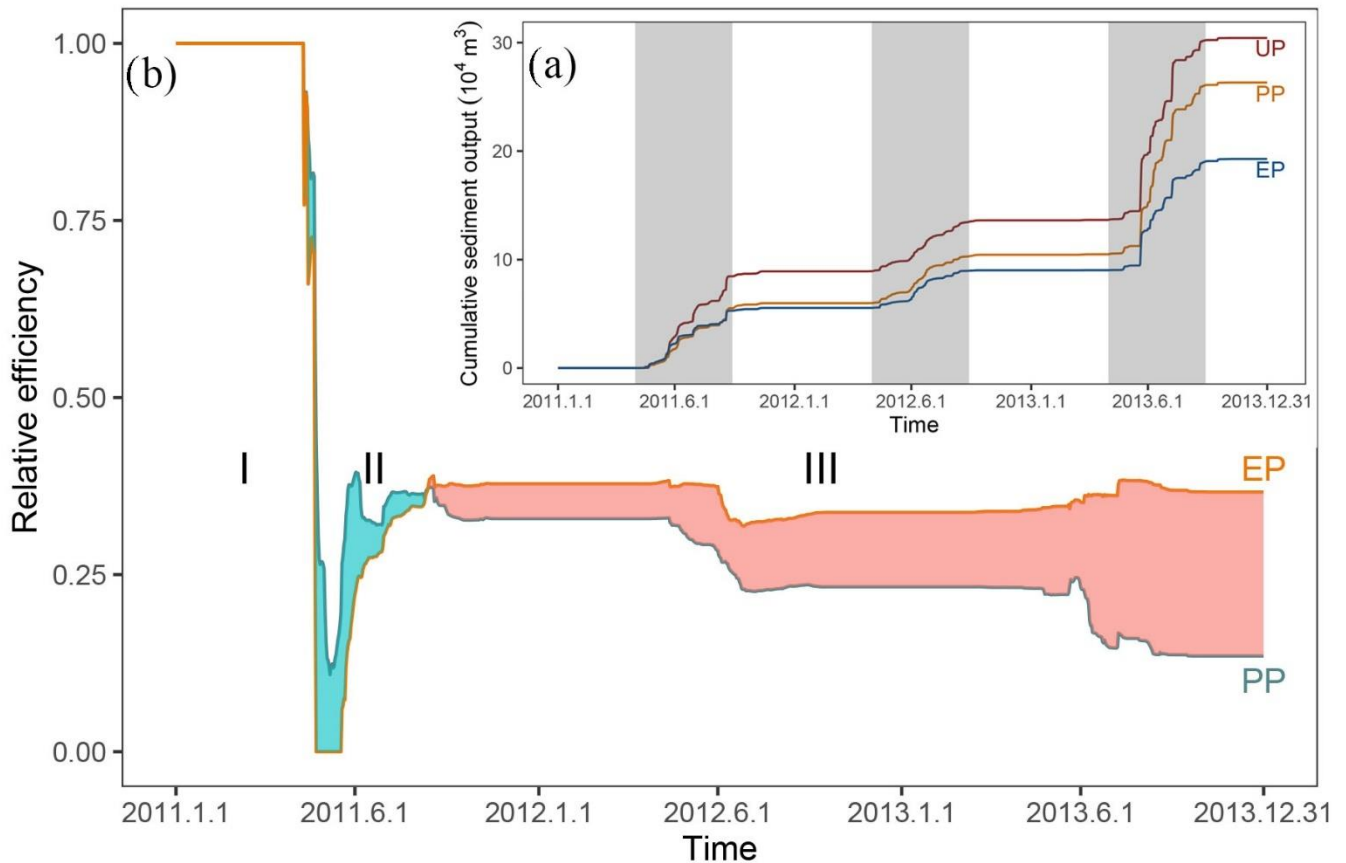 (b)
1.00
0.75
0.50
0.25
0.00
Relative efficiency
I
II
III
EP
PP
2011.1.1
2011.6.1
2012.1.1
2012.6.1
2013.1.1
2013.6.1
2013.12.31
Time
(a)
30
20
10
0
Cumulative sediment output (10⁴ m³)
UP
PP
EP
2011.1.1
2011.6.1
2012.1.1
2012.6.1
2013.1.1
2013.6.1
2013.12.31
Time